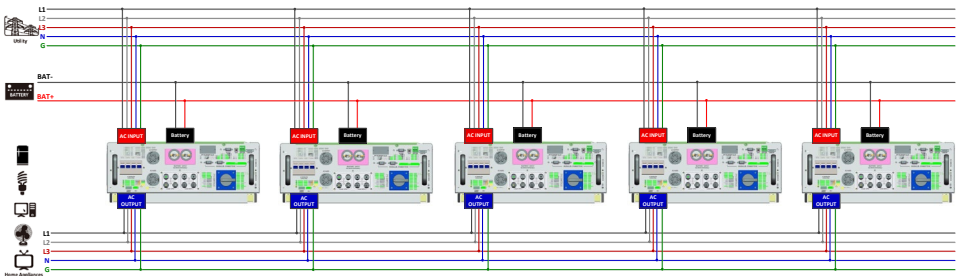 L1
L2
L3
N
G
Utility
BAT-
BATTERY
BAT+
AC INPUT
Battery
AC INPUT
Battery
AC INPUT
Battery
AC INPUT
Battery
AC INPUT
Battery
AC
OUTPUT
AC
OUTPUT
AC
OUTPUT
AC
OUTPUT
AC
OUTPUT
L1
L2
L3
N
G
Home Appliances